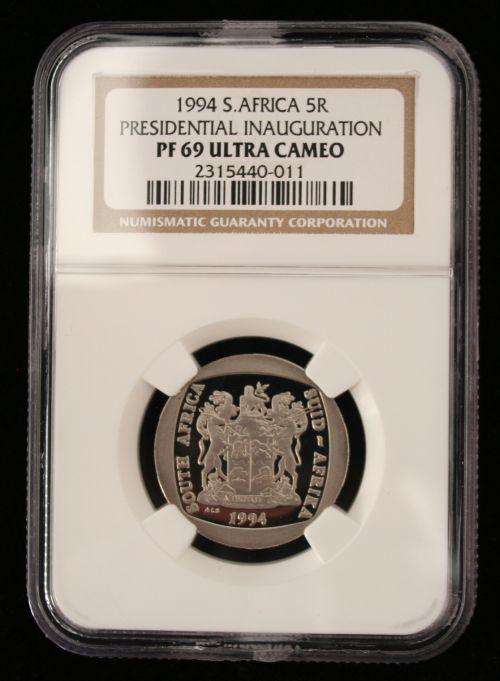 1994 S.AFRICA 5R
PRESIDENTIAL INAUGURATION
PF 69 ULTRA CAMEO
2315440-011
NUMISMATIC GUARANTY CORPORATION
SOUTH AFRICA
SUID-AFRIKA
ALS
1994